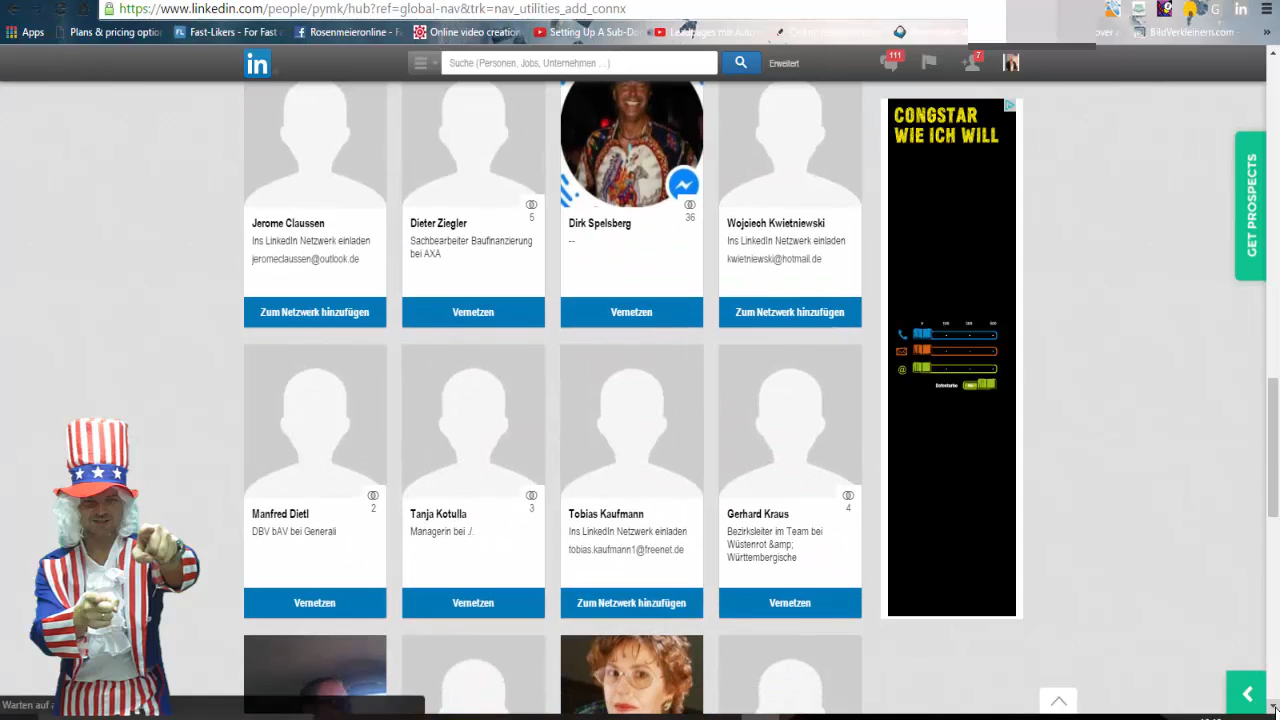 https://www.linkedin.com/people/pymk/hub?ref=global-nav&trk=nav_utilities_add_connx
Apps
Plans & pricing option
Fast-Likers - For Fast
Rosenmeieronline - F
Online video creation
Setting Up A Sub-Do
Leadpages mit Auto
BildVerkleinern.com
»
in
Suche (Personen, Jobs, Unternehmen ...)
Erweitert
111
7
CONGSTAR
WIE ICH WILL
GET PROSPECTS
5
36
Jerome Claussen
Dieter Ziegler
Dirk Spelsberg
Wojciech Kwietniewski
Ins LinkedIn Netzwerk einladen
Sachbearbeiter Baufinanzierung
bei AXA
--
Ins LinkedIn Netzwerk einladen
jeromeclaussen@outlook.de
kwietniewski@hotmail.de
Zum Netzwerk hinzufügen
Vernetzen
Vernetzen
Zum Netzwerk hinzufügen
2
3
4
Manfred Dietl
Tanja Kotulla
Tobias Kaufmann
Gerhard Kraus
DBV bAV bei Generali
Managerin bei ./.
Ins LinkedIn Netzwerk einladen
tobias.kaufmann1@freenet.de
Bezirksleiter im Team bei
Wüstenrot &amp;
Württembergische
Vernetzen
Vernetzen
Zum Netzwerk hinzufügen
Vernetzen
Warten auf